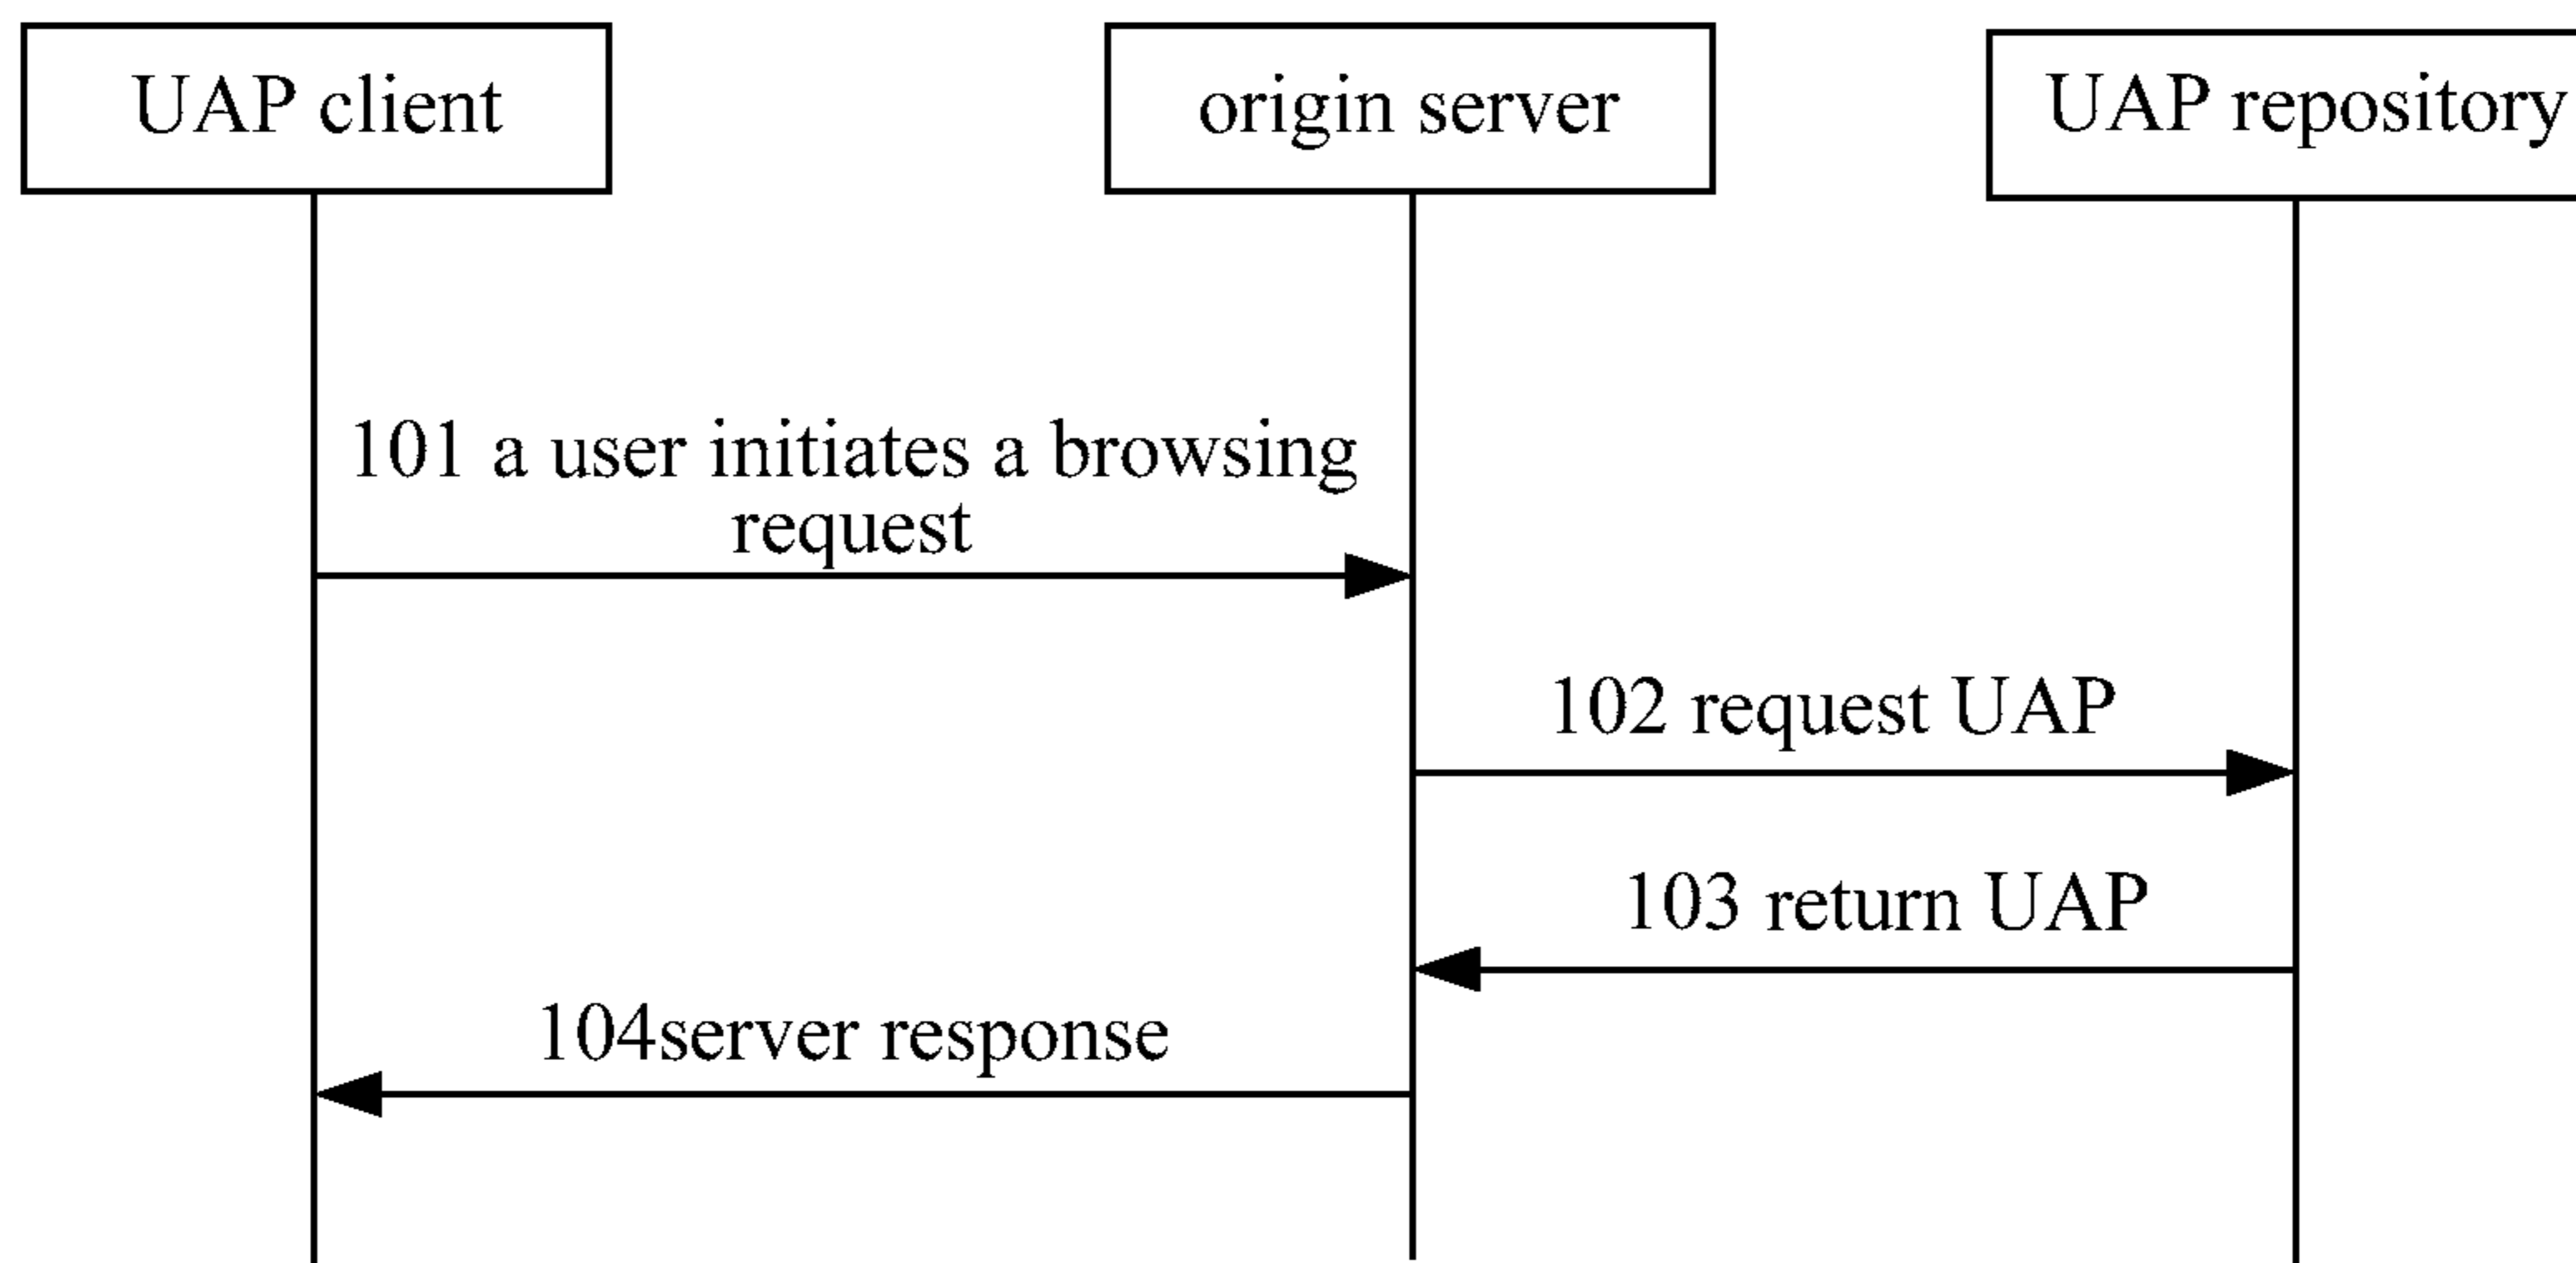 UAP client
origin server
UAP repository
101 a user initiates a browsing
request
102 request UAP
103 return UAP
104server response